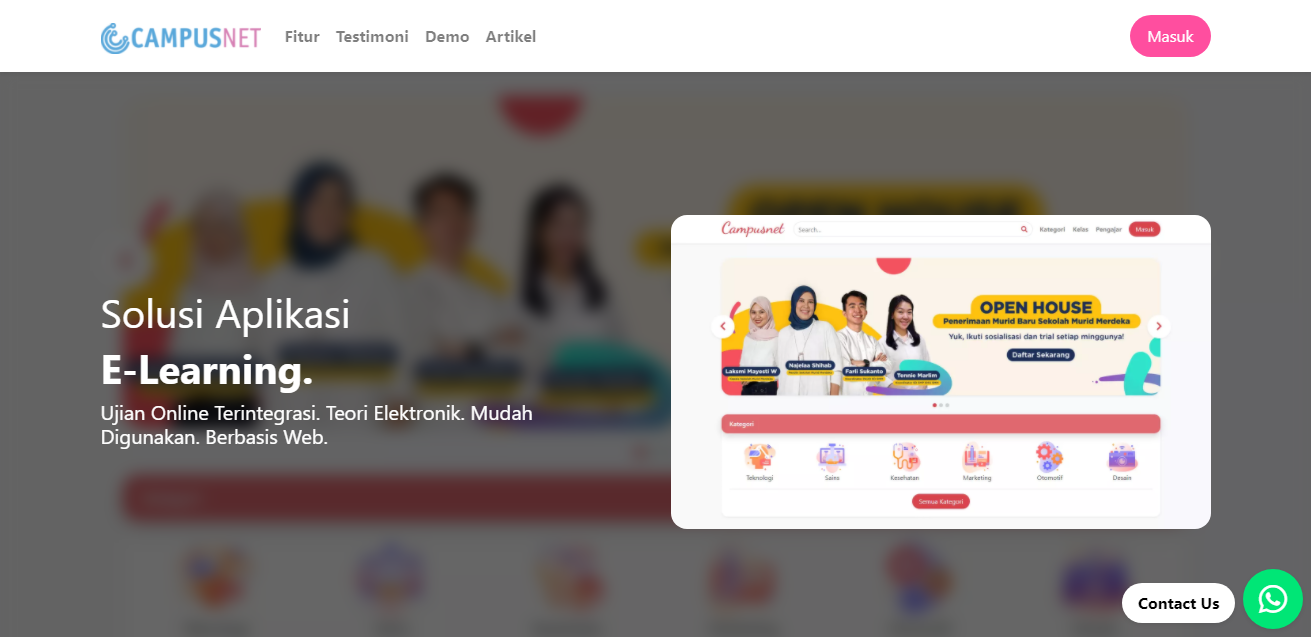 CAMPUSNET
Fitur Testimoni Demo Artikel
Masuk
Solusi Aplikasi
E-Learning.
Ujian Online Terintegrasi. Teori Elektronik. Mudah
Digunakan. Berbasis Web.
Campusnet
Search...
Kategori Kelas Pengajar Masuk
OPEN HOUSE
Penerimaan Murid Baru Sekolah Murid Merdeka
Yuk, ikuti sosialisasi dan trial setiap minggunya!
Daftar Sekarang
Laksmi Mayesti W
Najelaa Shihab
Farli Sukanto
Tennie Marlim
Kategori
Teknologi Sains Kesehatan Marketing Otomotif Desain
Semua Kategori
Contact Us